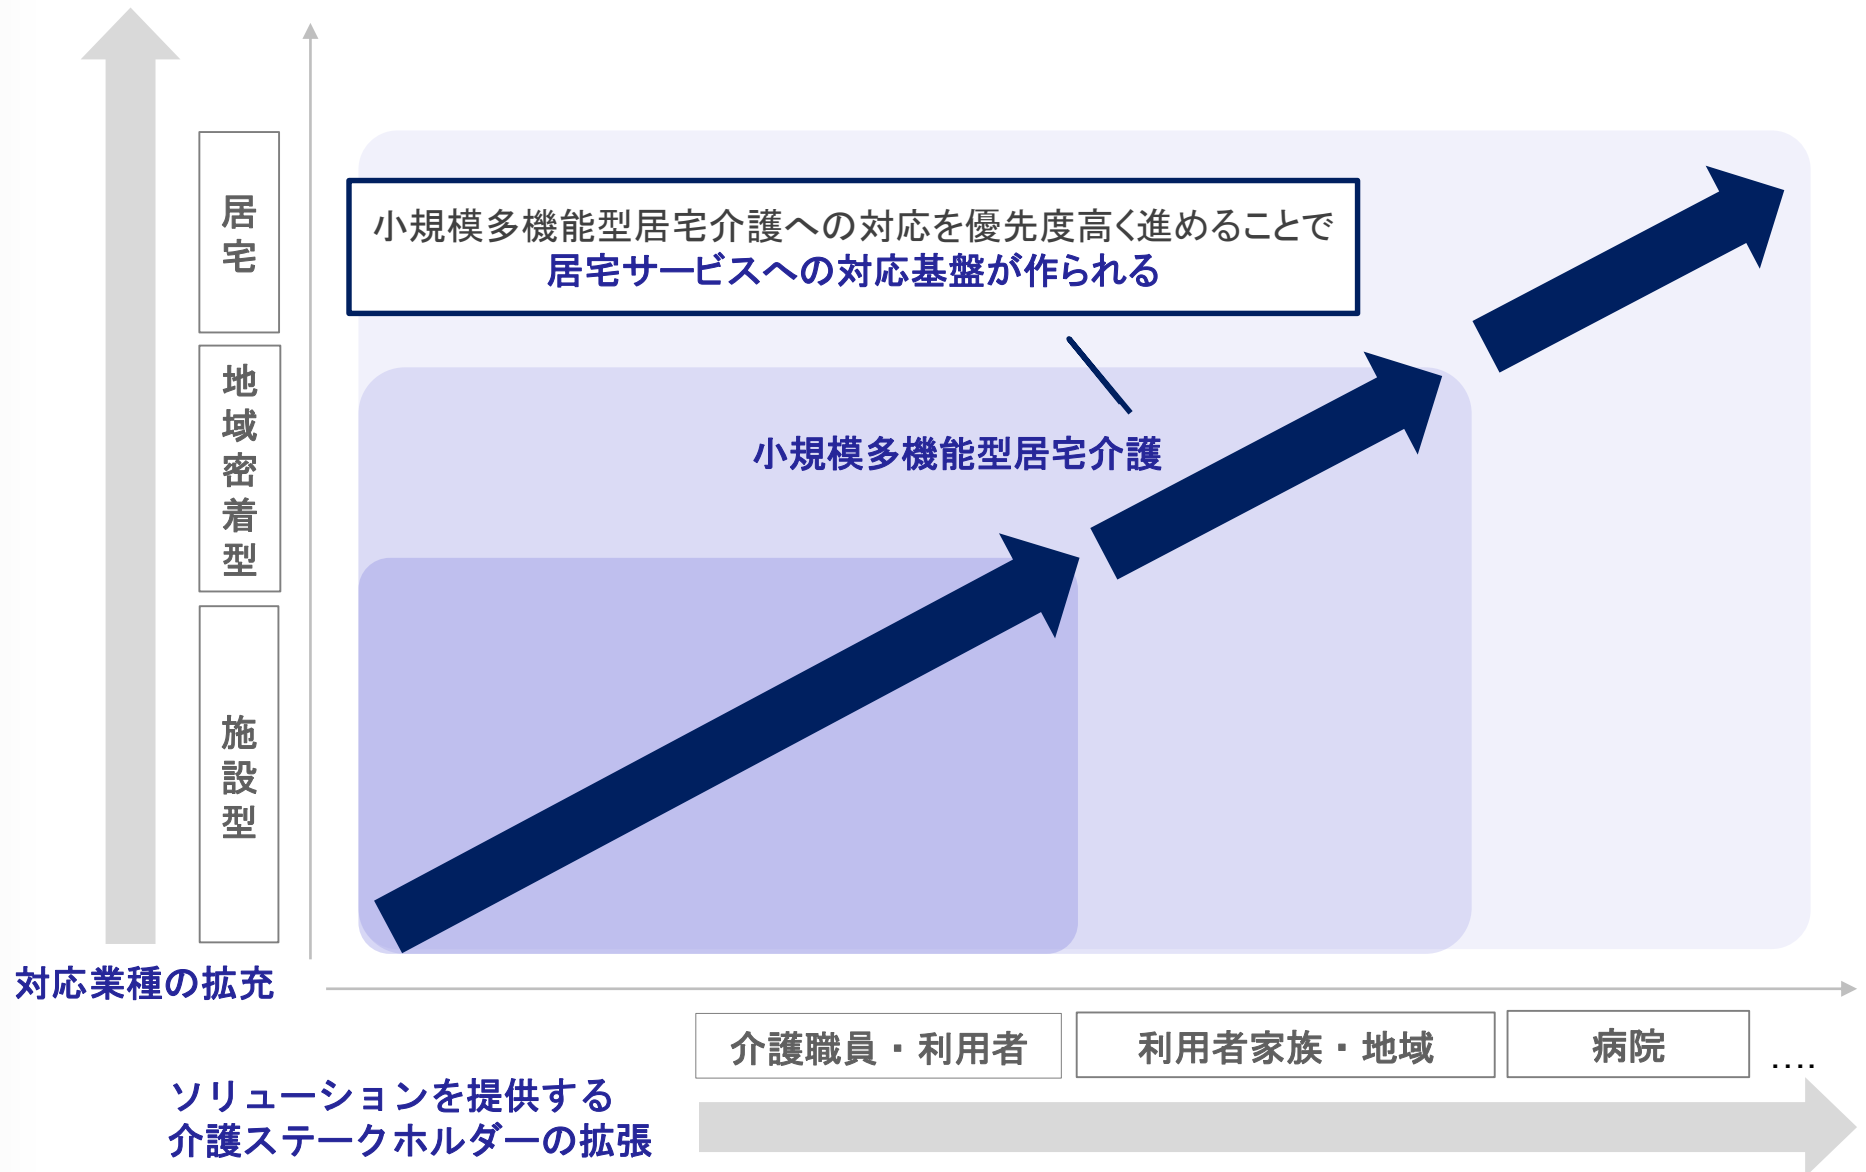 小規模多機能型居宅介護への対応を優先度高く進めることで
居宅サービスへの対応基盤が作られる
居宅
地域密着型
小規模多機能型居宅介護
施設型
対応業種の拡充
介護職員・利用者
利用者家族・地域
病院
....
ソリューションを提供する
介護ステークホルダーの拡張